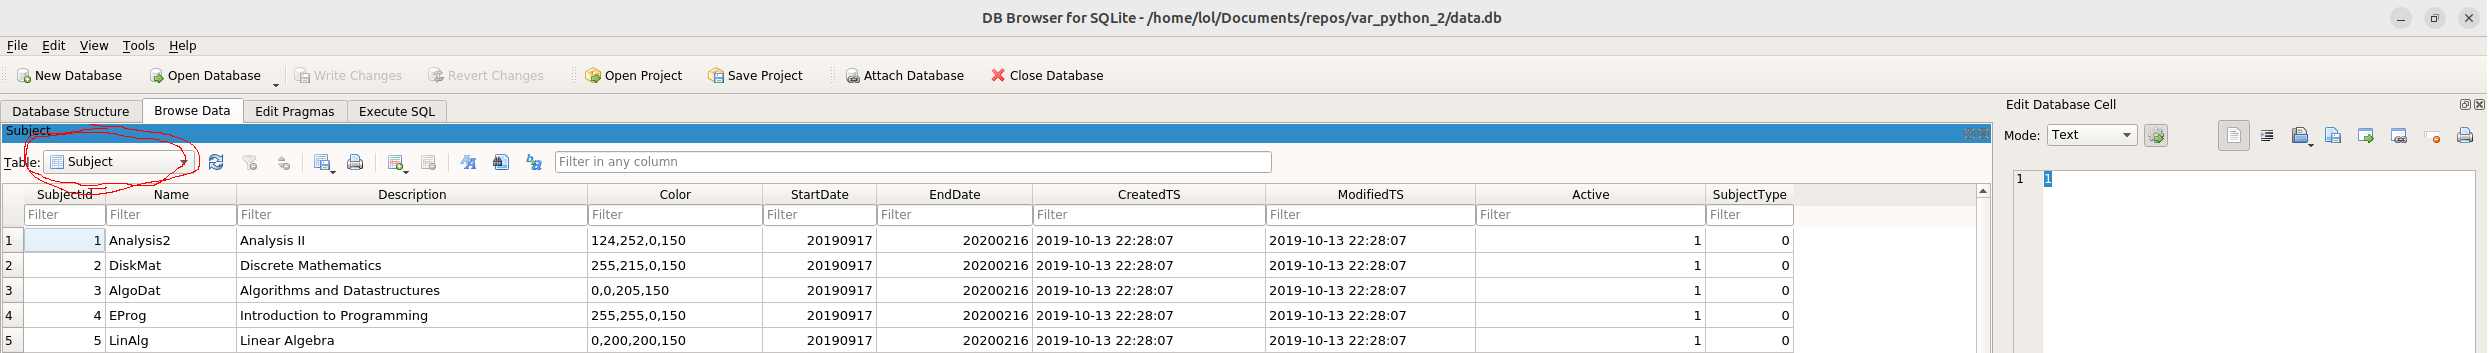 DB Browser for SQLite - /home/lol/Documents/repos/var_python_2/data.db
File Edit View Tools Help
New Database Open Database Write Changes Revert Changes Open Project Save Project Attach Database Close Database
Database Structure Browse Data Edit Pragmas Execute SQL
Subject
Table: Subject Filter in any column
SubjectId Name Description Color StartDate EndDate CreatedTS ModifiedTS Active SubjectType
Filter Filter Filter Filter Filter Filter Filter Filter Filter Filter
1 1 Analysis2 Analysis II 124,252,0,150 20190917 20200216 2019-10-13 22:28:07 2019-10-13 22:28:07 1 0
2 2 DiskMat Discrete Mathematics 255,215,0,150 20190917 20200216 2019-10-13 22:28:07 2019-10-13 22:28:07 1 0
3 3 AlgoDat Algorithms and Datastructures 0,0,205,150 20190917 20200216 2019-10-13 22:28:07 2019-10-13 22:28:07 1 0
4 4 EProg Introduction to Programming 255,255,0,150 20190917 20200216 2019-10-13 22:28:07 2019-10-13 22:28:07 1 0
5 5 LinAlg Linear Algebra 0,200,200,150 20190917 20200216 2019-10-13 22:28:07 2019-10-13 22:28:07 1 0
Edit Database Cell
Mode: Text
1 1